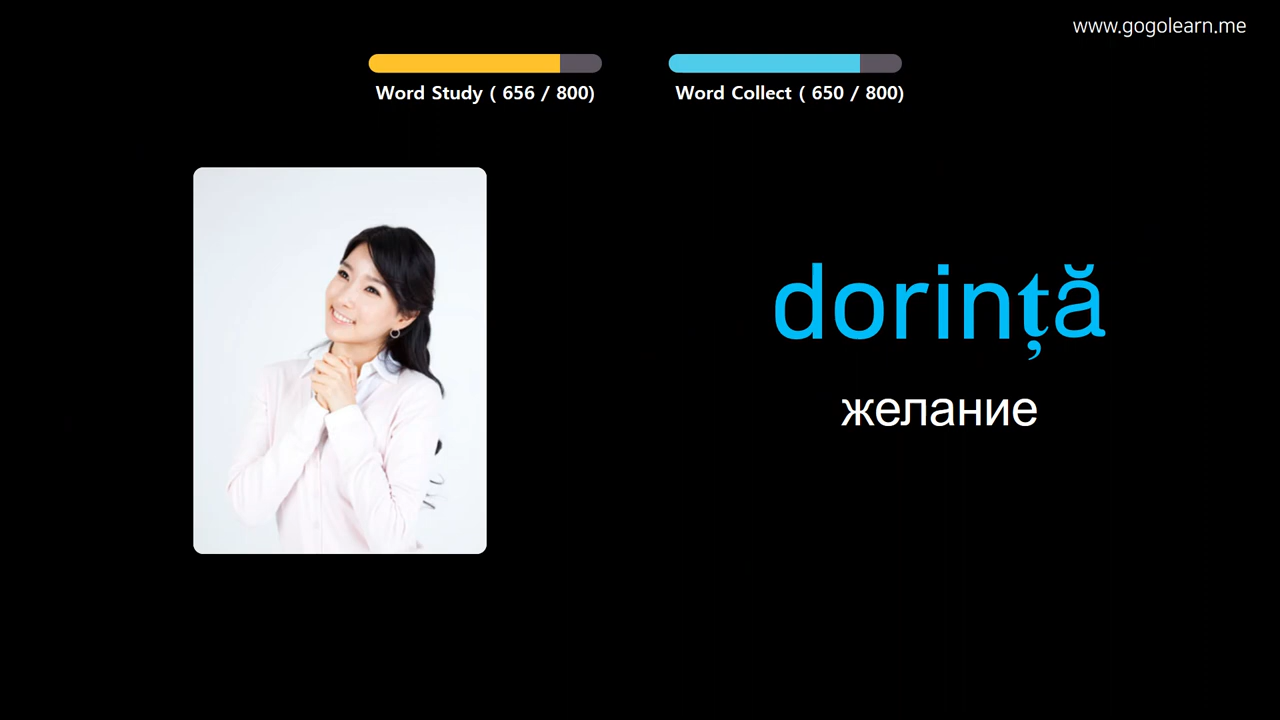 www.gogolearn.me
Word Study ( 656 / 800)
Word Collect ( 650 / 800)
dorință
желание